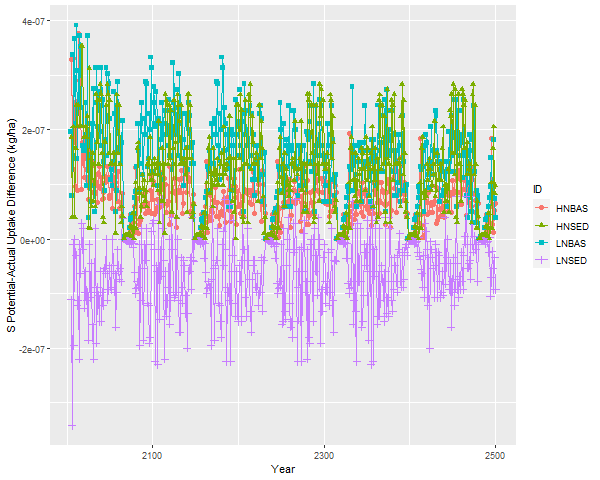 4e-07
2e-07
0e+00
-2e-07
S Potential-Actual Uptake Difference (kg/ha)
2100
2300
2500
Year
ID
HNBAS
HNSED
LNBAS
LNSED